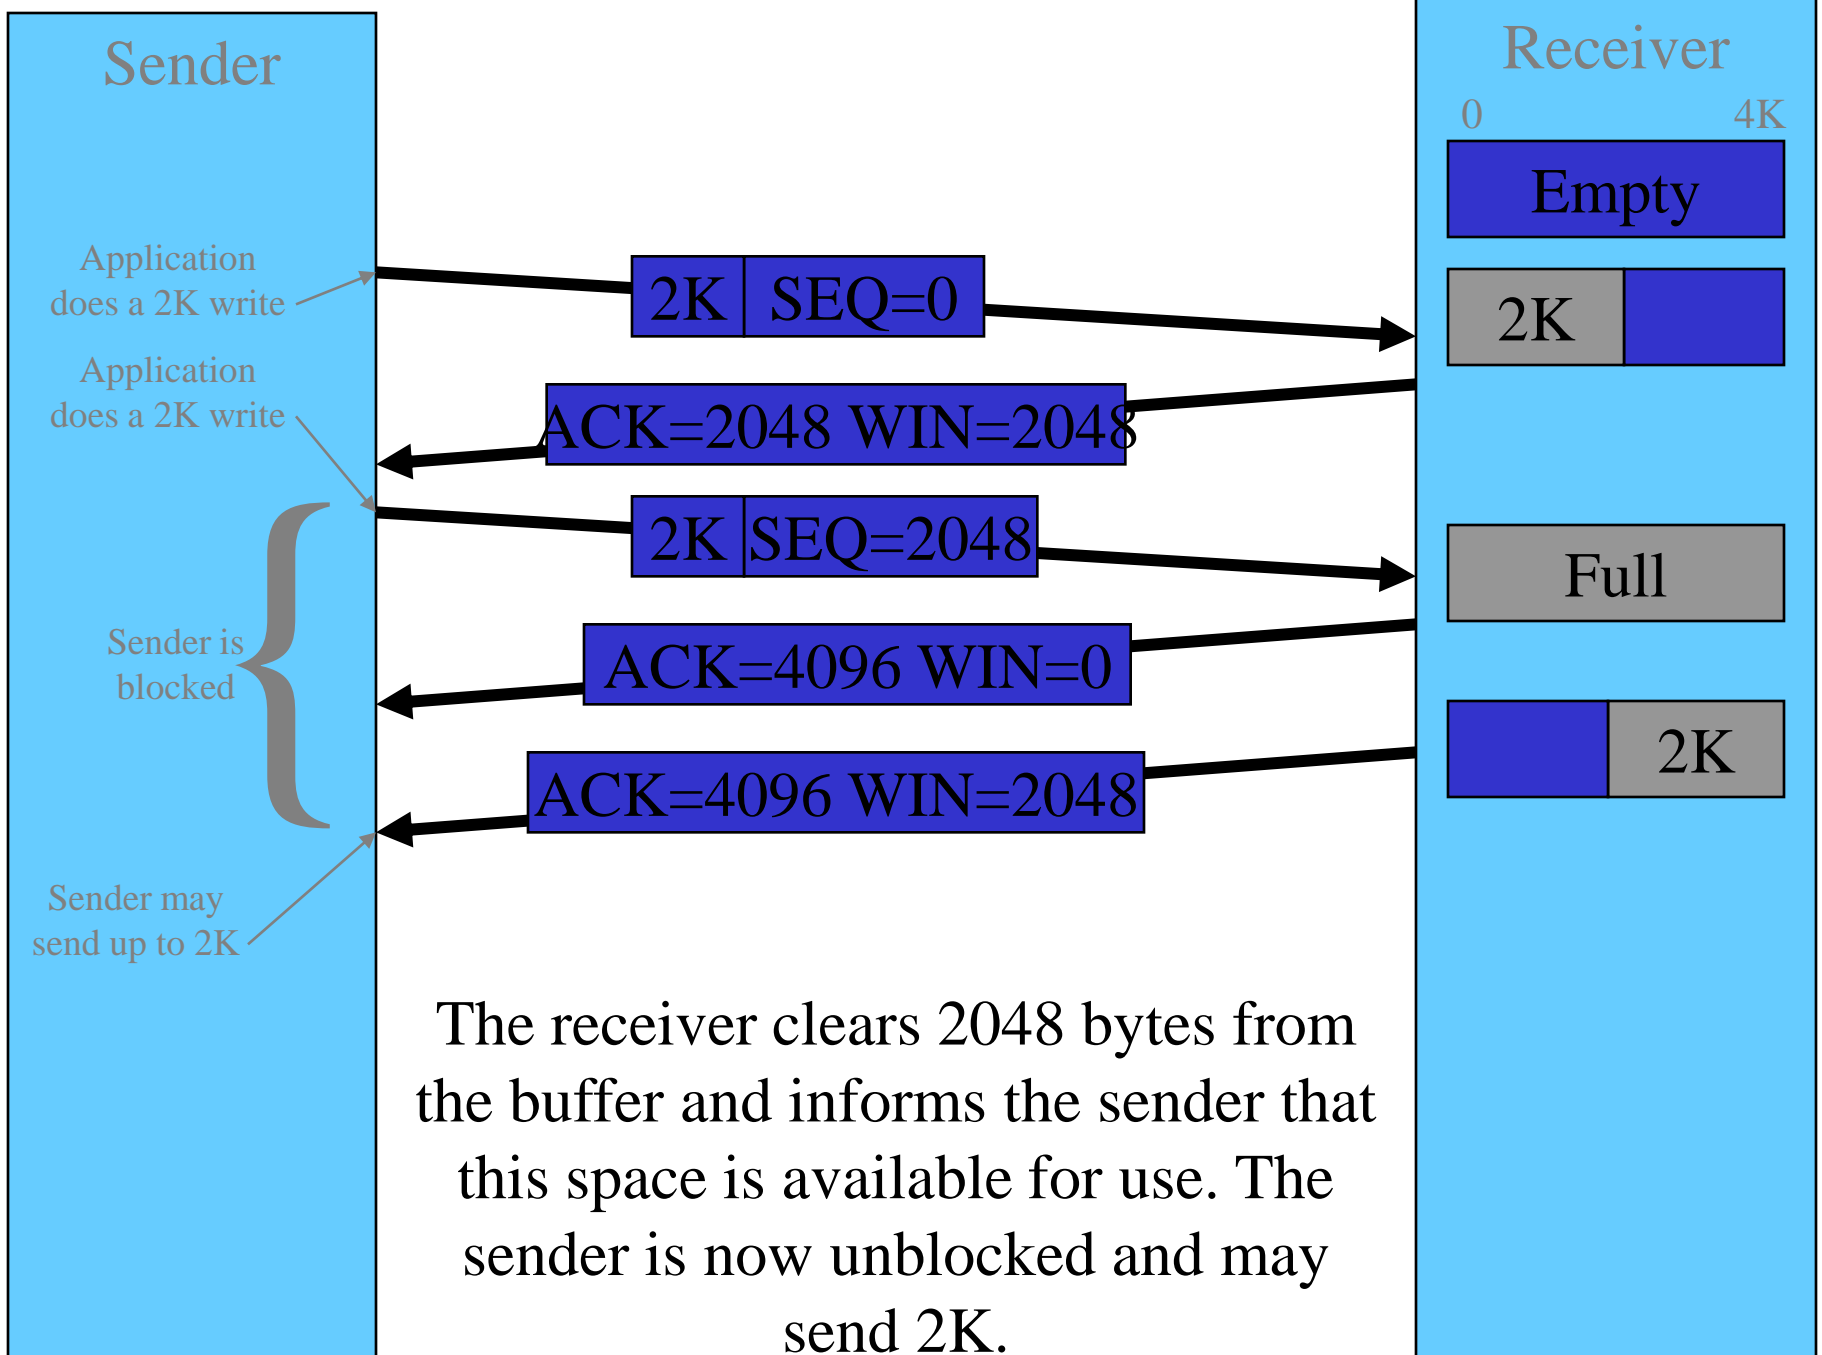 Sender
Receiver
0 4K
Empty
Application
does a 2K write
2K SEQ=0
2K
Application
does a 2K write
ACK=2048 WIN=2048
2K SEQ=2048
Full
Sender is
blocked
ACK=4096 WIN=0
2K
ACK=4096 WIN=2048
Sender may
send up to 2K
The receiver clears 2048 bytes from
the buffer and informs the sender that
this space is available for use. The
sender is now unblocked and may
send 2K.